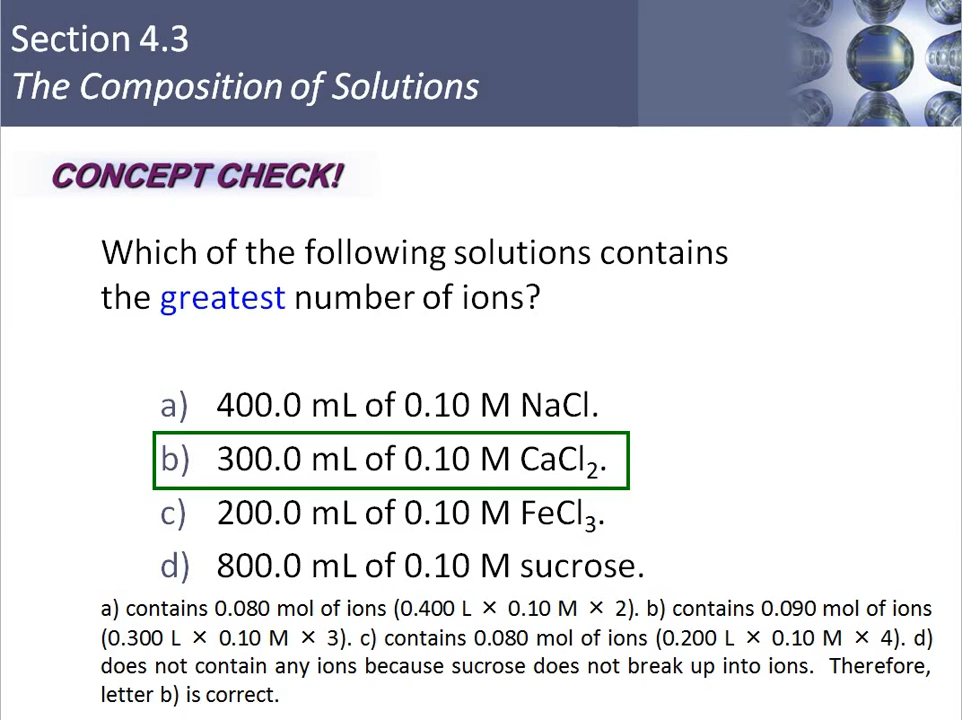 Section 4.3
The Composition of Solutions
CONCEPT CHECK!
Which of the following solutions contains
the greatest number of ions?
a) 400.0 mL of 0.10 M NaCl.
b) 300.0 mL of 0.10 M CaCl₂.
c) 200.0 mL of 0.10 M FeCl₃.
d) 800.0 mL of 0.10 M sucrose.
a) contains 0.080 mol of ions (0.400 L × 0.10 M × 2). b) contains 0.090 mol of ions
(0.300 L × 0.10 M × 3). c) contains 0.080 mol of ions (0.200 L × 0.10 M × 4). d)
does not contain any ions because sucrose does not break up into ions. Therefore,
letter b) is correct.